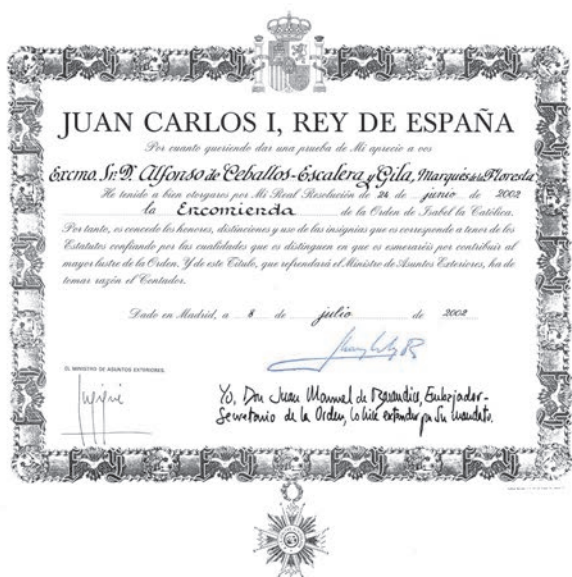 JUAN CARLOS I, REY DE ESPAÑA
Por cuanto queriendo dar una prueba de Mi aprecio a vos
Excmo. Sr. D. Alfonso de Ceballos-Escalera y Gila, Marqués de la Floresta
He tenido a bien otorgaros por Mi Real Resolución de 24 de junio de 2002
la Encomienda de la Orden de Isabel la Católica.
Por tanto, os concedo los honores, distinciones y uso de las insignias que os corresponde a tenor de los
Estatutos confiando por las cualidades que os distinguen en que os esmeraréis por contribuir al
mayor lustre de la Orden. Y de este Título, que refrendará el Ministro de Asuntos Exteriores, ha de
tomar razón el Contador.
Dado en Madrid, a 8 de julio de 2002
EL MINISTRO DE ASUNTOS EXTERIORES,
Yo, Don Juan Manuel de Barandica, Embajador-
Secretario de la Orden, lo hice extender por Su mandato.